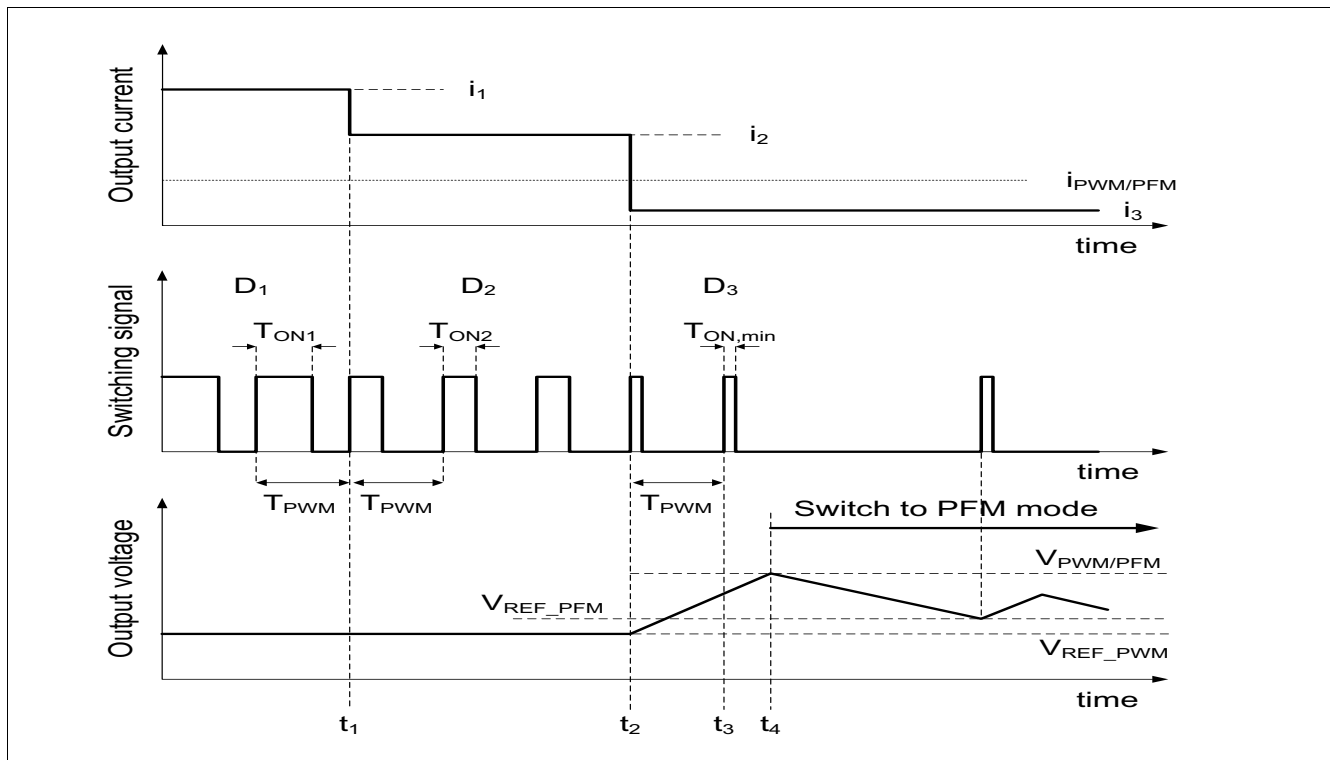 Output current
i1
i2
iPWM/PFM
i3
time
Switching signal
D1
D2
D3
TON1
TON2
TON,min
time
TPWM
TPWM
TPWM
Output voltage
Switch to PFM mode
VPWM/PFM
VREF_PFM
VREF_PWM
time
t1
t2
t3
t4